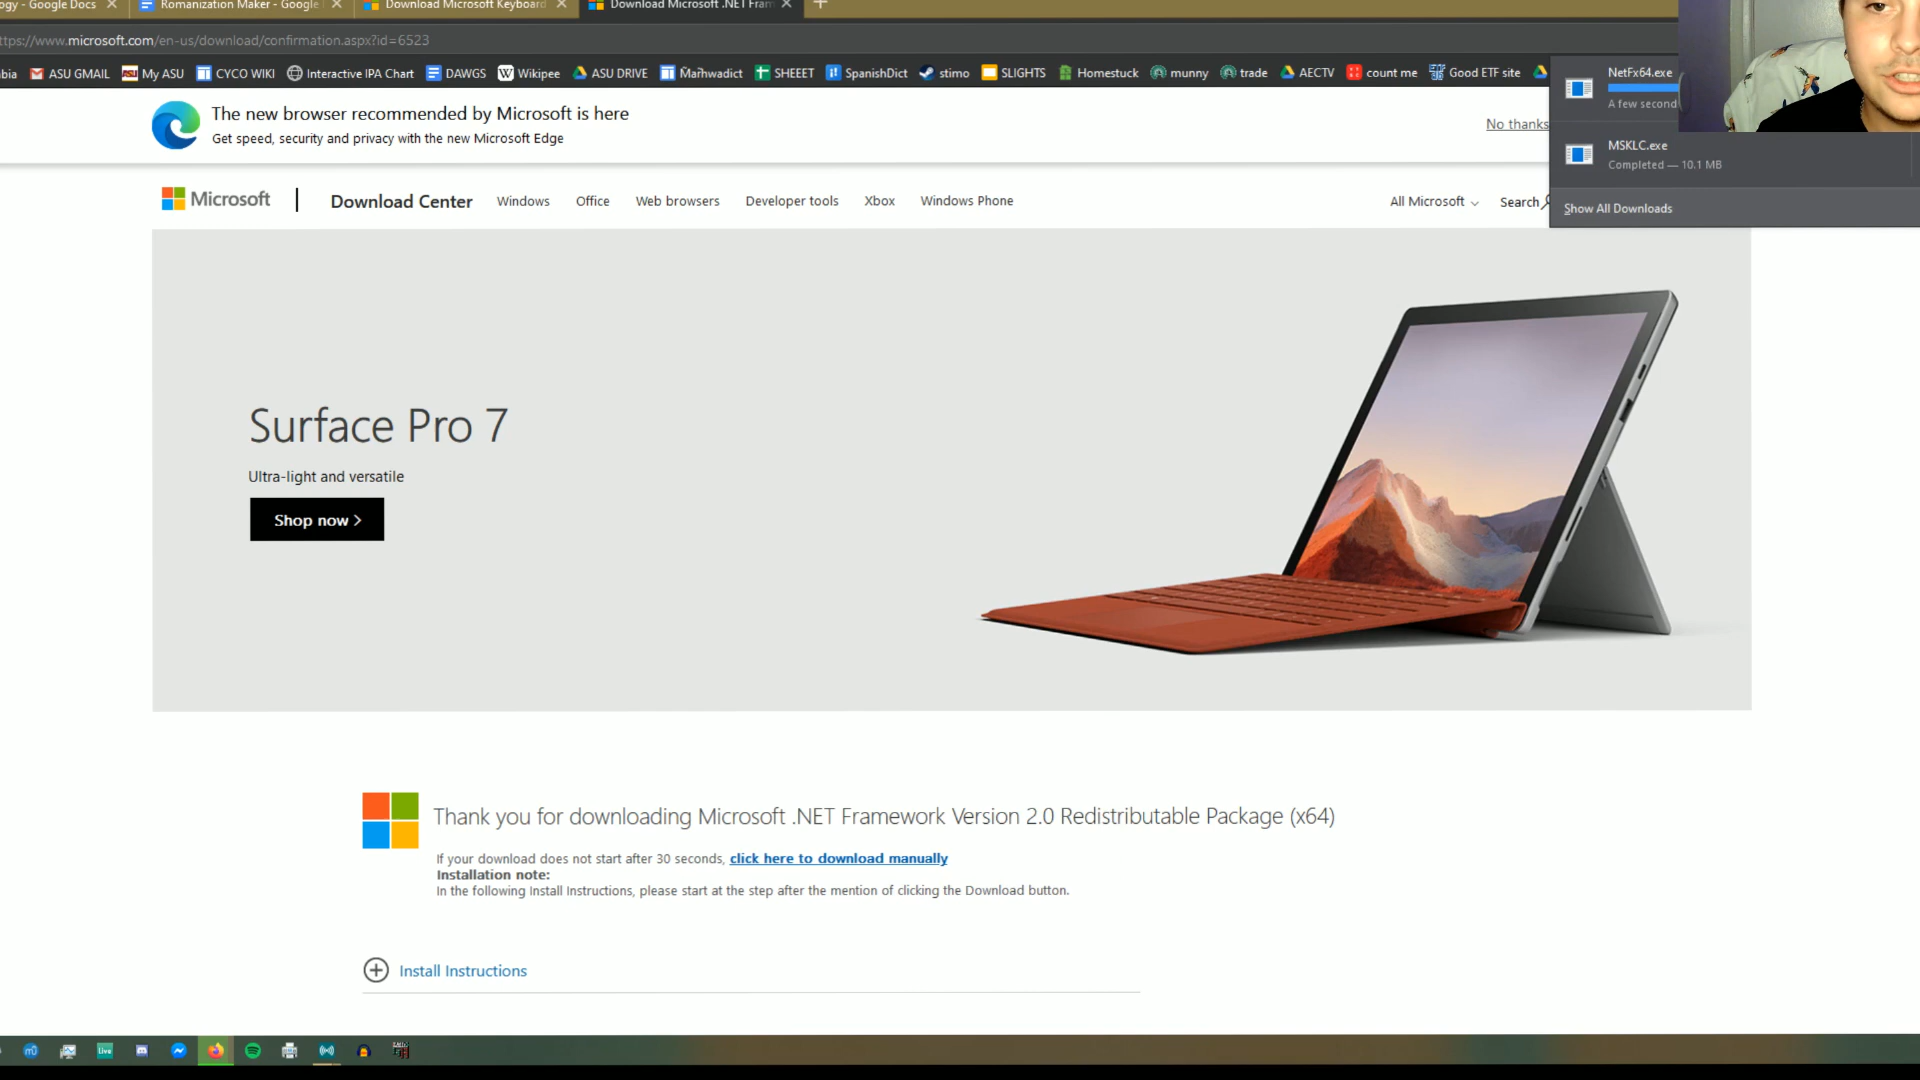 ogy - Google Docs
Romanization Maker - Google
Download Microsoft Keyboard
Download Microsoft .NET Fram
ttps://www.microsoft.com/en-us/download/confirmation.aspx?id=6523
bia
ASU GMAIL
My ASU
CYCO WIKI
Interactive IPA Chart
DAWGS
Wikipee
ASU DRIVE
SHEEET
SpanishDict
stimo
SLIGHTS
Homestuck
munny
trade
AECTV
count me
Good ETF site
NetFx64.exe
A few second
MSKLC.exe
Completed — 10.1 MB
Show All Downloads
The new browser recommended by Microsoft is here
Get speed, security and privacy with the new Microsoft Edge
No thanks
Microsoft
Download Center
Windows
Office
Web browsers
Developer tools
Xbox
Windows Phone
All Microsoft
Search
Surface Pro 7
Ultra-light and versatile
Shop now >
Thank you for downloading Microsoft .NET Framework Version 2.0 Redistributable Package (x64)
If your download does not start after 30 seconds, click here to download manually
Installation note:
In the following Install Instructions, please start at the step after the mention of clicking the Download button.
Install Instructions
Live